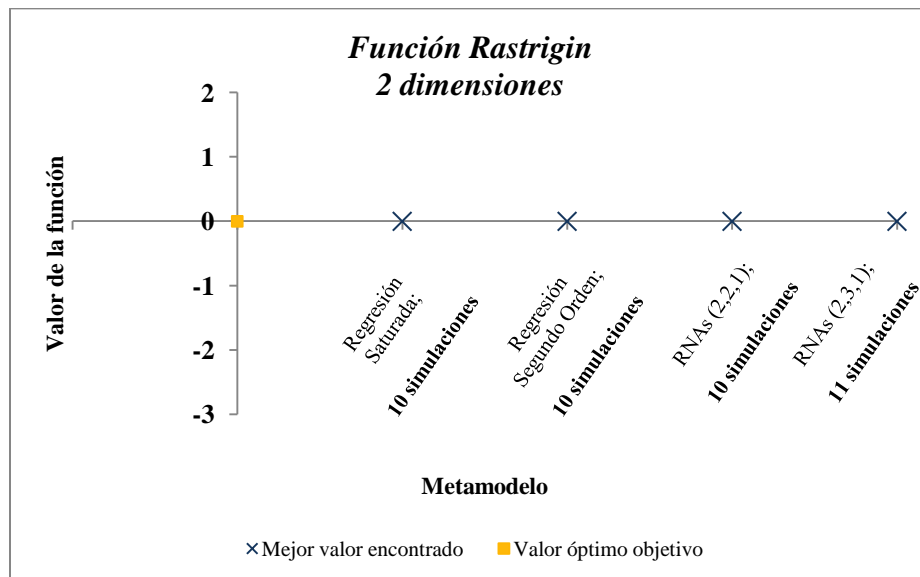 Función Rastrigin
2 dimensiones
Valor de la función
2
1
0
-1
-2
-3
Regresión
Saturada;
10 simulaciones
Regresión
Segundo Orden;
10 simulaciones
RNAs (2,2,1);
10 simulaciones
RNAs (2,3,1);
11 simulaciones
Metamodelo
Mejor valor encontrado
Valor óptimo objetivo